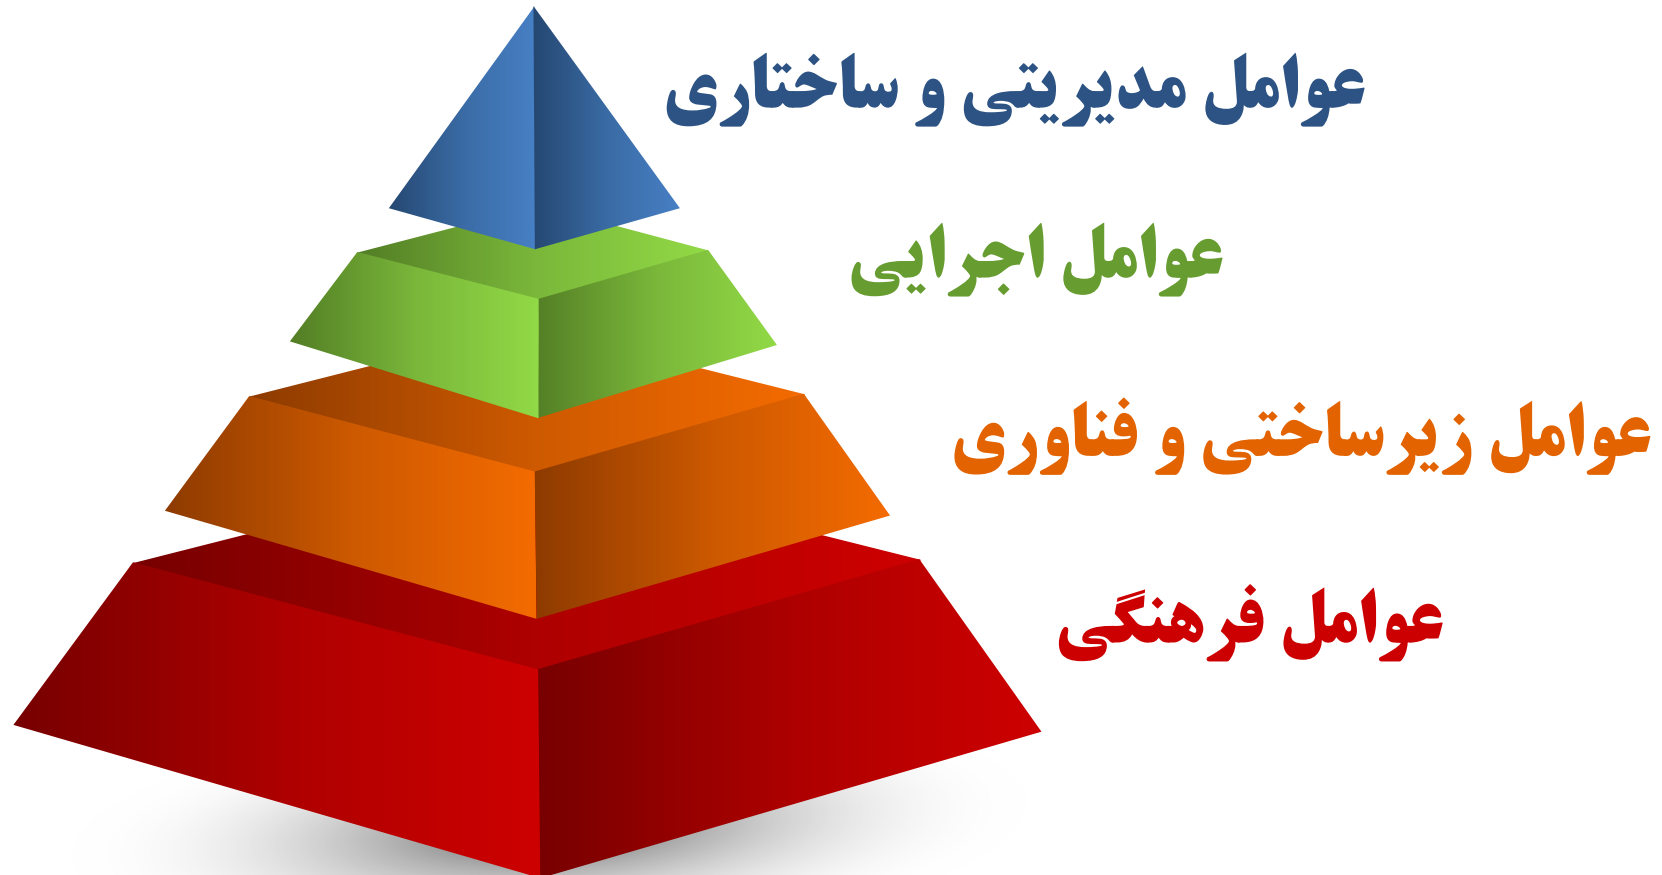 عوامل مدیریتی و ساختاری
عوامل اجرایی
عوامل زیرساختی و فناوری
عوامل فرهنگی